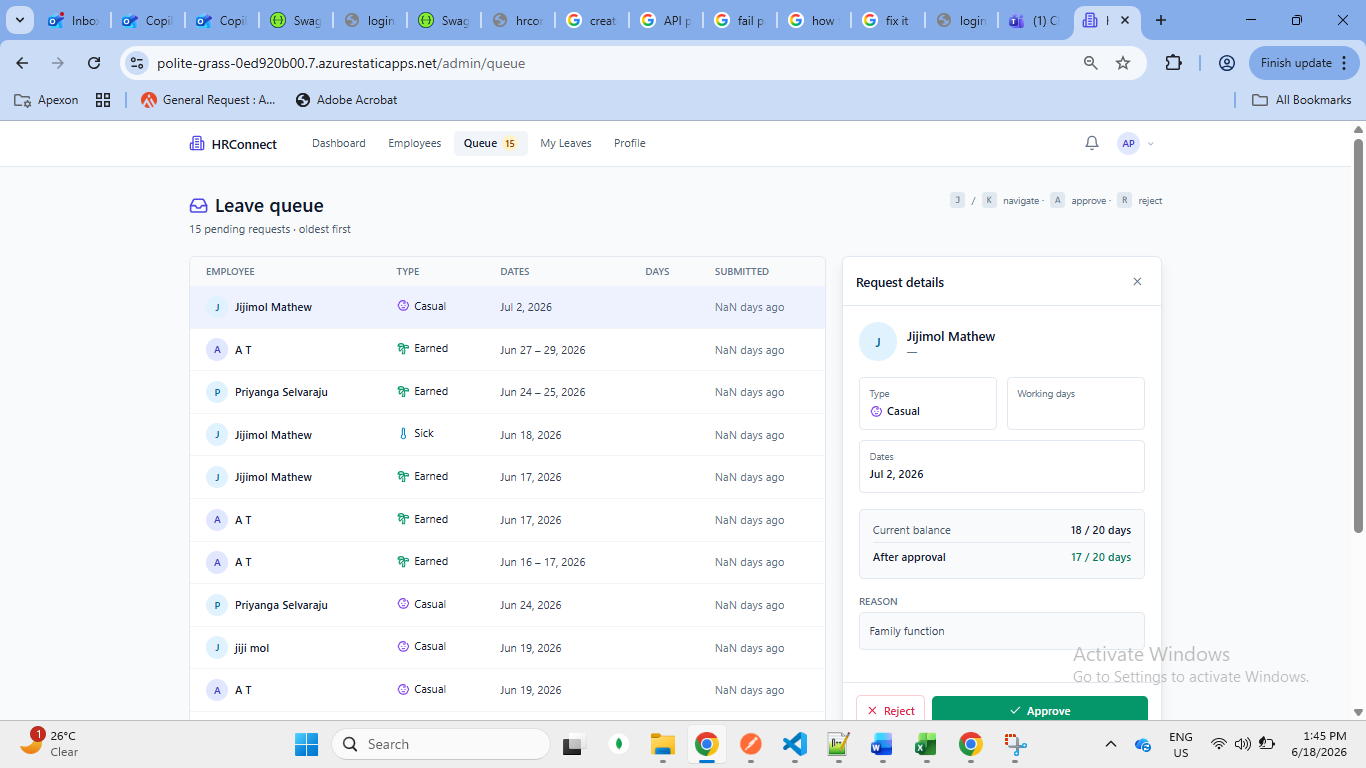 Inbo
Copil
Copil
Swag
login
Swag
hrcor
creat
API p
fail p
how
fix it
login
(1) C
polite-grass-0ed920b00.7.azurestaticapps.net/admin/queue
Finish update
Apexon
General Request : A...
Adobe Acrobat
All Bookmarks
HRConnect
Dashboard
Employees
Queue 15
My Leaves
Profile
AP
Leave queue
15 pending requests · oldest first
J / K navigate · A approve · R reject
EMPLOYEE TYPE DATES DAYS SUBMITTED
J Jijimol Mathew Casual Jul 2, 2026 NaN days ago
A A T Earned Jun 27 – 29, 2026 NaN days ago
P Priyanga Selvaraju Earned Jun 24 – 25, 2026 NaN days ago
J Jijimol Mathew Sick Jun 18, 2026 NaN days ago
J Jijimol Mathew Earned Jun 17, 2026 NaN days ago
A A T Earned Jun 17, 2026 NaN days ago
A A T Earned Jun 16 – 17, 2026 NaN days ago
P Priyanga Selvaraju Casual Jun 24, 2026 NaN days ago
J jiji mol Casual Jun 19, 2026 NaN days ago
A A T Casual Jun 19, 2026 NaN days ago
Request details
J Jijimol Mathew
—
Type
Casual
Working days
Dates
Jul 2, 2026
Current balance 18 / 20 days
After approval 17 / 20 days
REASON
Family function
Reject
Approve
Activate Windows
Go to Settings to activate Windows.
1
26°C
Clear
Search
ENG
US
1:45 PM
6/18/2026